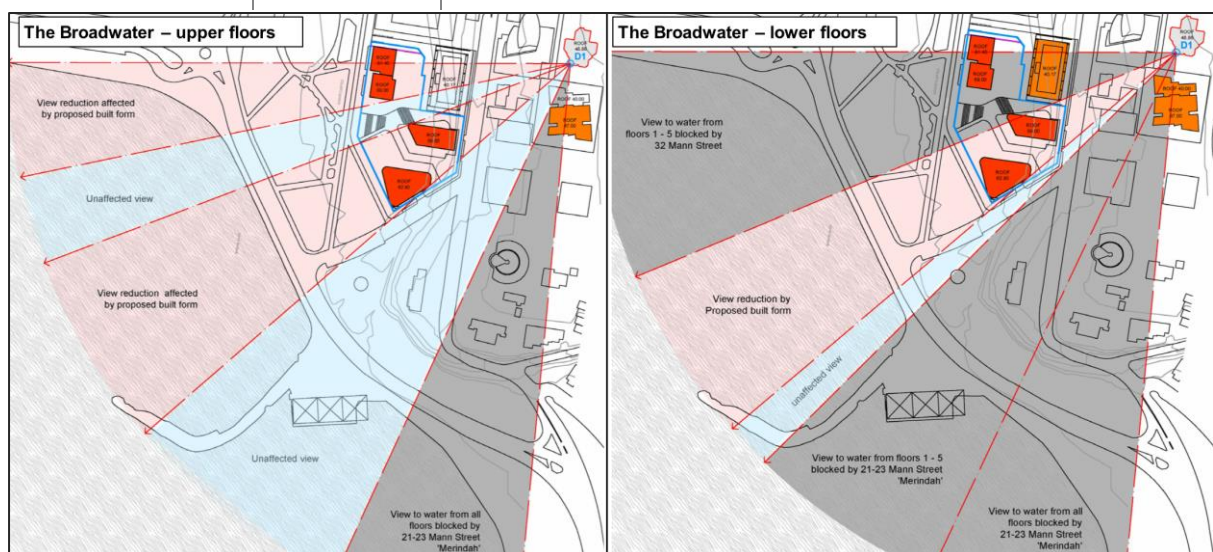 The Broadwater – upper floors
D1
View reduction affected
by proposed built form
Unaffected view
View reduction affected
by proposed built form
Unaffected view
View to water from all
floors blocked by
21-23 Mann Street
'Merindah'
The Broadwater – lower floors
D1
View to water from
floors 1 - 5 blocked by
32 Mann Street
View reduction by
Proposed built form
unaffected view
View to water from floors 1 - 5
blocked by 21-23 Mann Street
'Merindah'
View to water from all
floors blocked by
21-23 Mann Street
'Merindah'